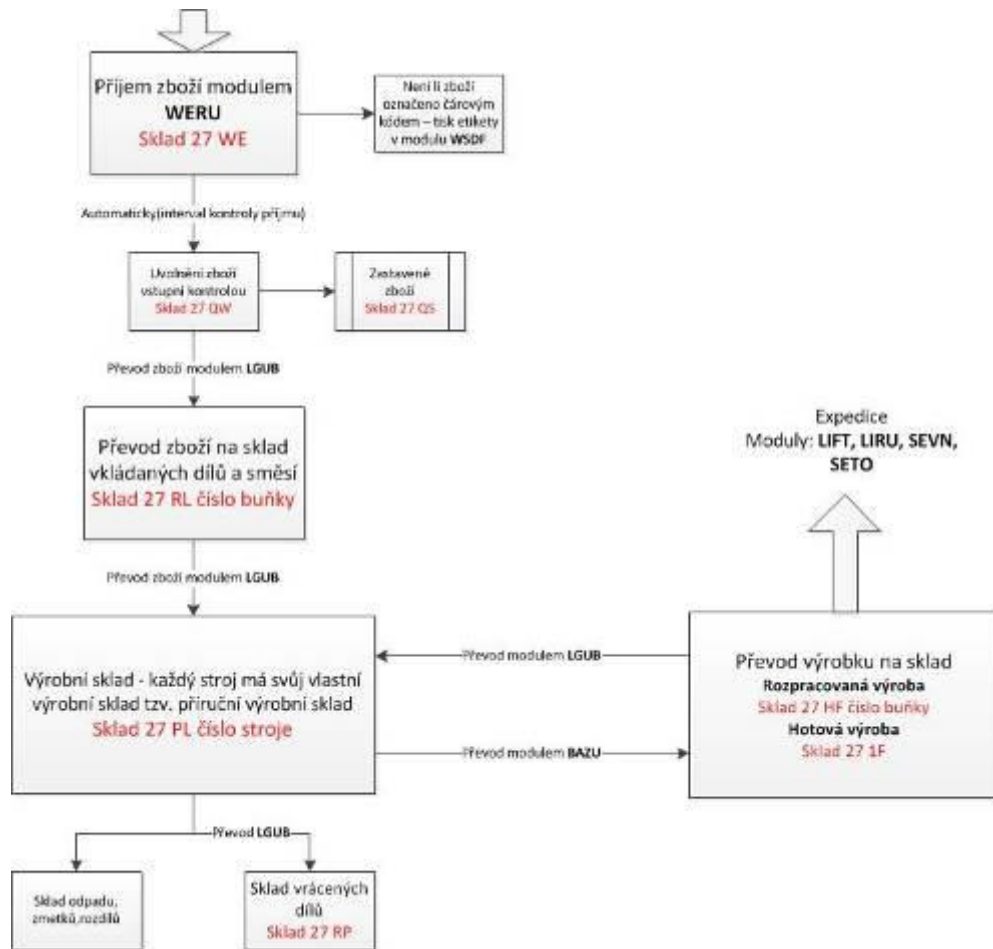 Příjem zboží modulem
WERU
Sklad 27 WE
Není li zboží
označeno čárovým
kódem – tisk etikety
v modulu WSDF
Automaticky(interval kontroly příjmu)
Uvolnění zboží
vstupní kontrolou
Sklad 27 QW
Zastavené
zboží
Sklad 27 QS
Převod zboží modulem LGUB
Převod zboží na sklad
vkládaných dílů a směsí
Sklad 27 RL číslo buňky
Expedice
Moduly: LIFT, LIRU, SEVN,
SETO
Převod zboží modulem LGUB
Výrobní sklad - každý stroj má svůj vlastní
výrobní sklad tzv. příruční výrobní sklad
Sklad 27 PL číslo stroje
Převod modulem LGUB
Převod modulem BAZU
Převod výrobku na sklad
Rozpracovaná výroba
Sklad 27 HF číslo buňky
Hotová výroba
Sklad 27 1F
Převod LGUB
Sklad odpadu,
zmetků,rozdílů
Sklad vrácených
dílů
Sklad 27 RP